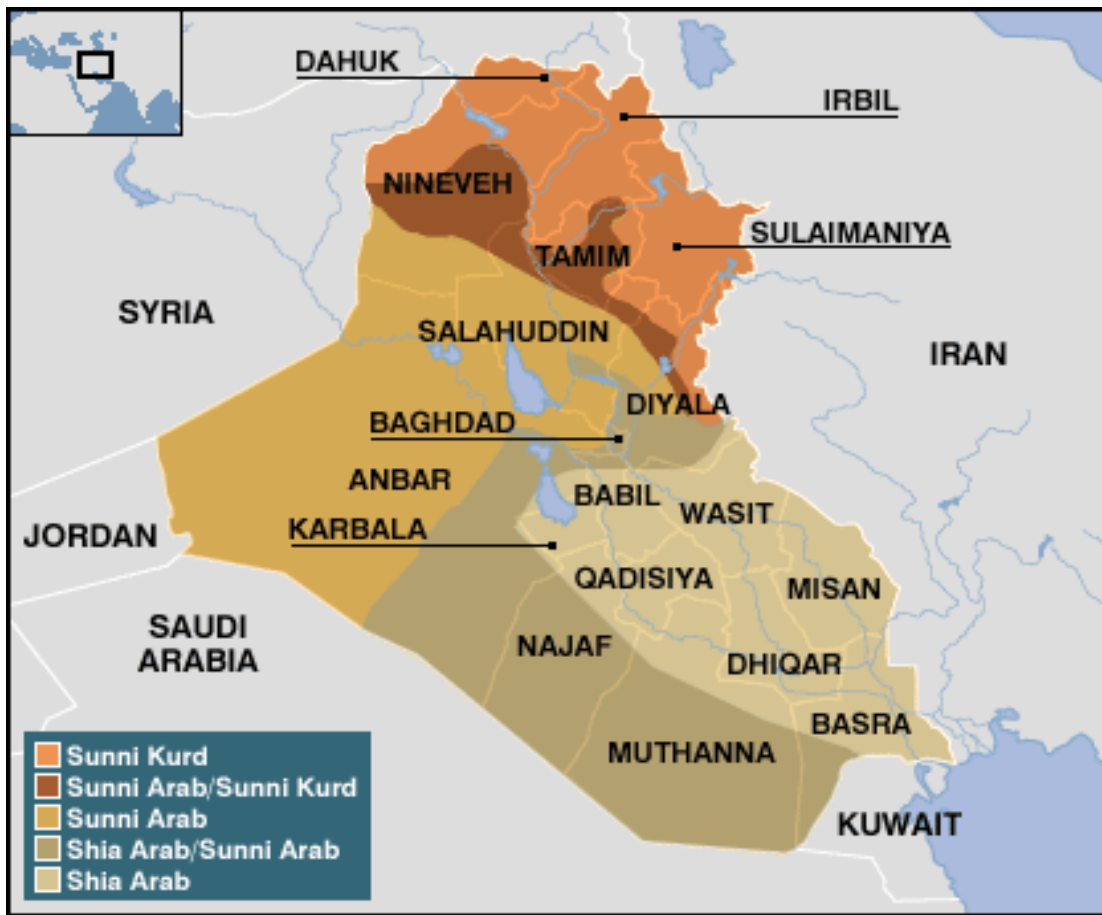 DAHUK
IRBIL
NINEVEH
SULAIMANIYA
TAMIM
SYRIA
SALAHUDDIN
IRAN
DIYALA
BAGHDAD
ANBAR
BABIL
WASIT
JORDAN
KARBALA
QADISIYA
MISAN
SAUDI
ARABIA
NAJAF
DHIQAR
BASRA
MUTHANNA
KUWAIT
Sunni Kurd
Sunni Arab/Sunni Kurd
Sunni Arab
Shia Arab/Sunni Arab
Shia Arab